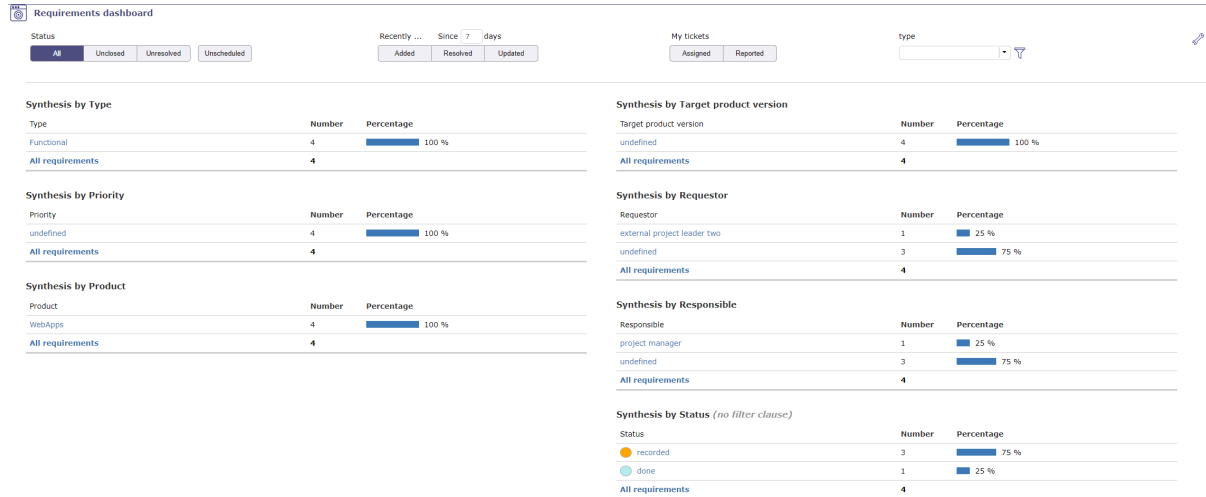 Requirements dashboard
Status
All Unclosed Unresolved Unscheduled
Recently ... Since 7 days
Added Resolved Updated
My tickets
Assigned Reported
type
Synthesis by Type
Type Number Percentage
Functional 4 100 %
All requirements 4
Synthesis by Priority
Priority Number Percentage
undefined 4 100 %
All requirements 4
Synthesis by Product
Product Number Percentage
WebApps 4 100 %
All requirements 4
Synthesis by Target product version
Target product version Number Percentage
undefined 4 100 %
All requirements 4
Synthesis by Requestor
Requestor Number Percentage
external project leader two 1 25 %
undefined 3 75 %
All requirements 4
Synthesis by Responsible
Responsible Number Percentage
project manager 1 25 %
undefined 3 75 %
All requirements 4
Synthesis by Status (no filter clause)
Status Number Percentage
recorded 3 75 %
done 1 25 %
All requirements 4